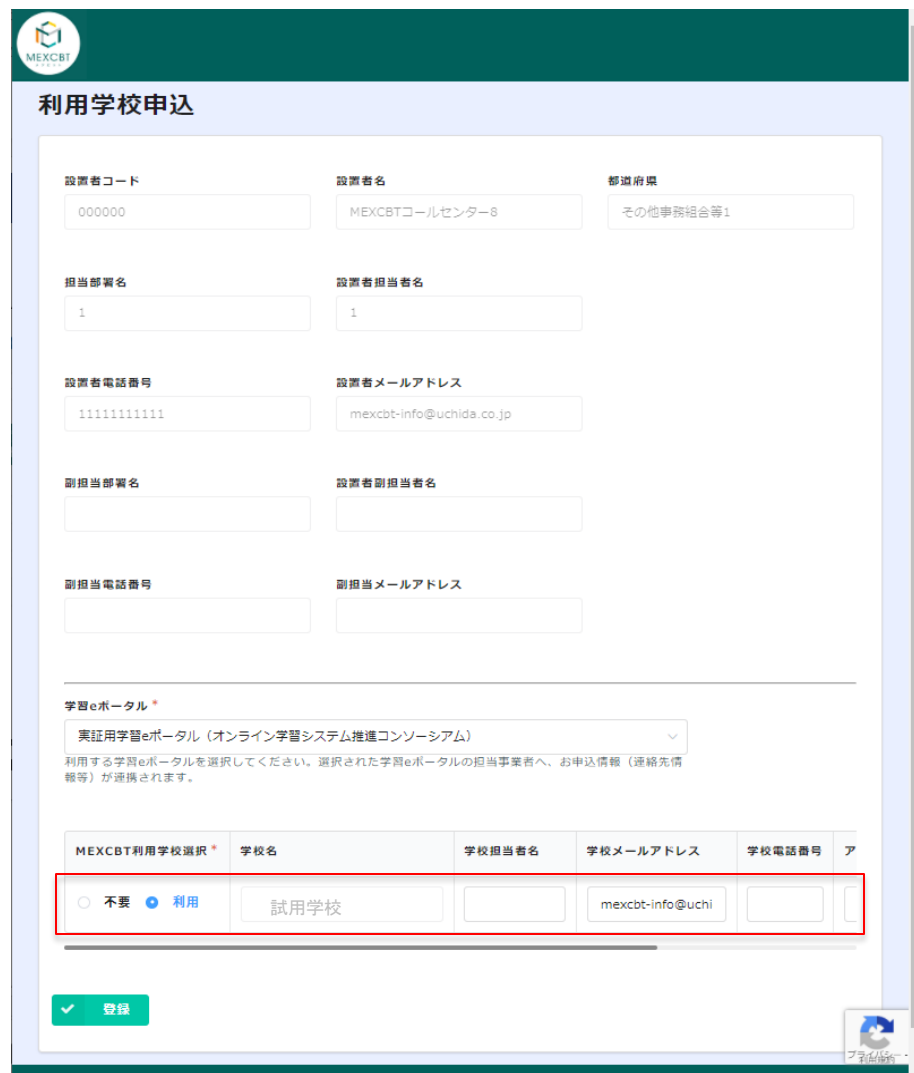 MEXCBT
利用学校申込
設置者コード 設置者名 都道府県
000000 MEXCBTコールセンター8 その他事務組合等1
担当部署名 設置者担当者名
1 1
設置者電話番号 設置者メールアドレス
11111111111 mexcbt-info@uchida.co.jp
副担当部署名 設置者副担当者名
副担当電話番号 副担当メールアドレス
学習eポータル *
実証用学習eポータル（オンライン学習システム推進コンソーシアム）
利用する学習eポータルを選択してください。選択された学習eポータルの担当事業者へ、お申込情報（連絡先情
報等）が連携されます。
MEXCBT利用学校選択 * 学校名 学校担当者名 学校メールアドレス 学校電話番号 ア
不要 利用 試用学校 mexcbt-info@uchi
登録
プライバシー -
利用規約